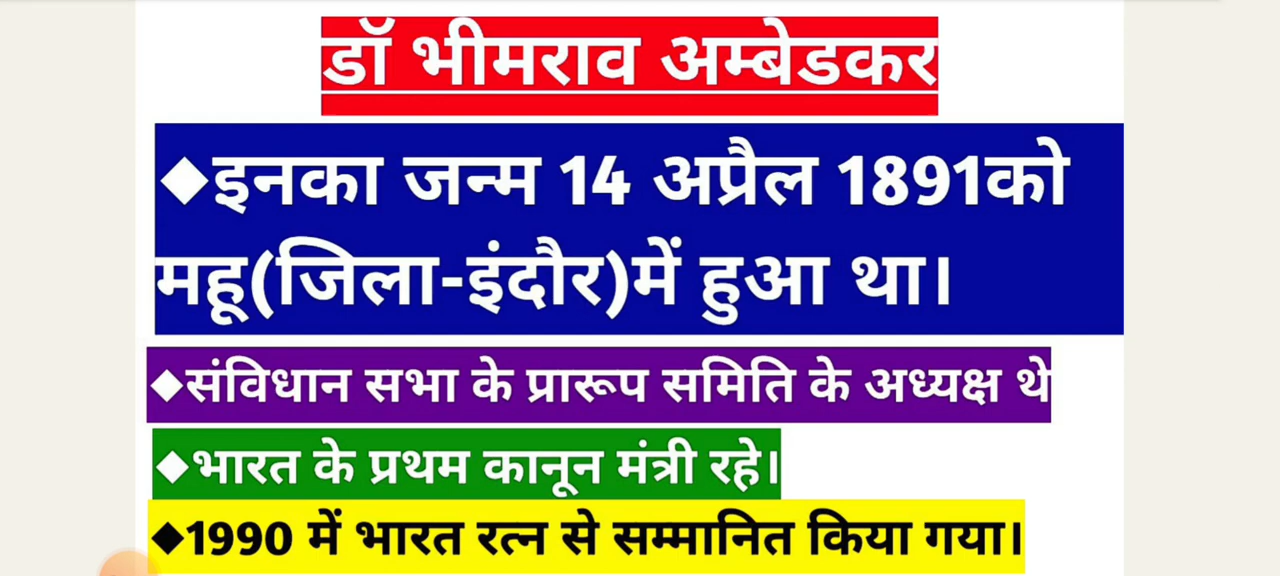 डॉ भीमराव अम्बेडकर
◆इनका जन्म 14 अप्रैल 1891को
महू(जिला-इंदौर)में हुआ था।
◆संविधान सभा के प्रारूप समिति के अध्यक्ष थे
◆भारत के प्रथम कानून मंत्री रहे।
◆1990 में भारत रत्न से सम्मानित किया गया।